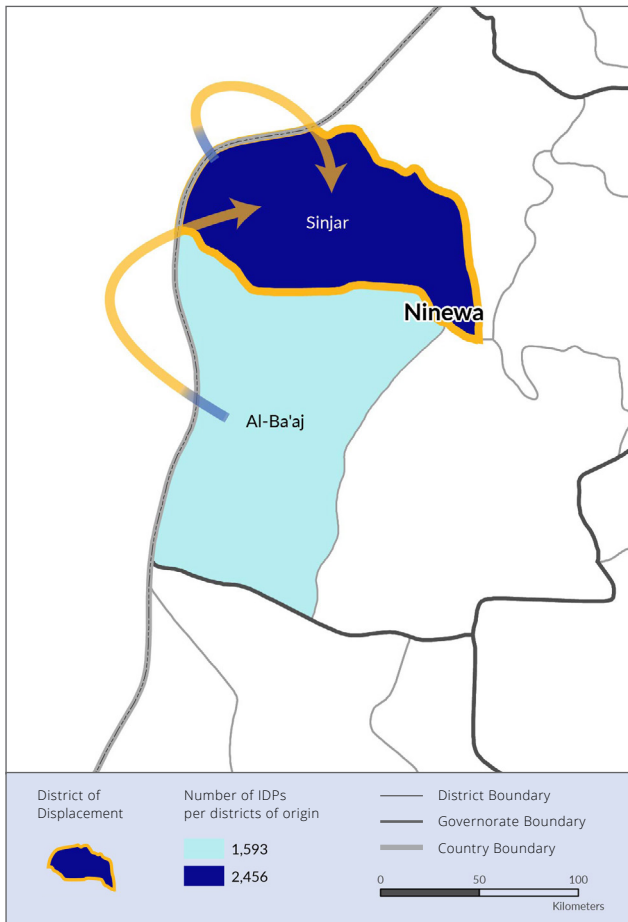 Sinjar
Ninewa
Al-Ba'aj
District of
Displacement
Number of IDPs
per districts of origin
1,593
2,456
District Boundary
Governorate Boundary
Country Boundary
0 50 100
Kilometers